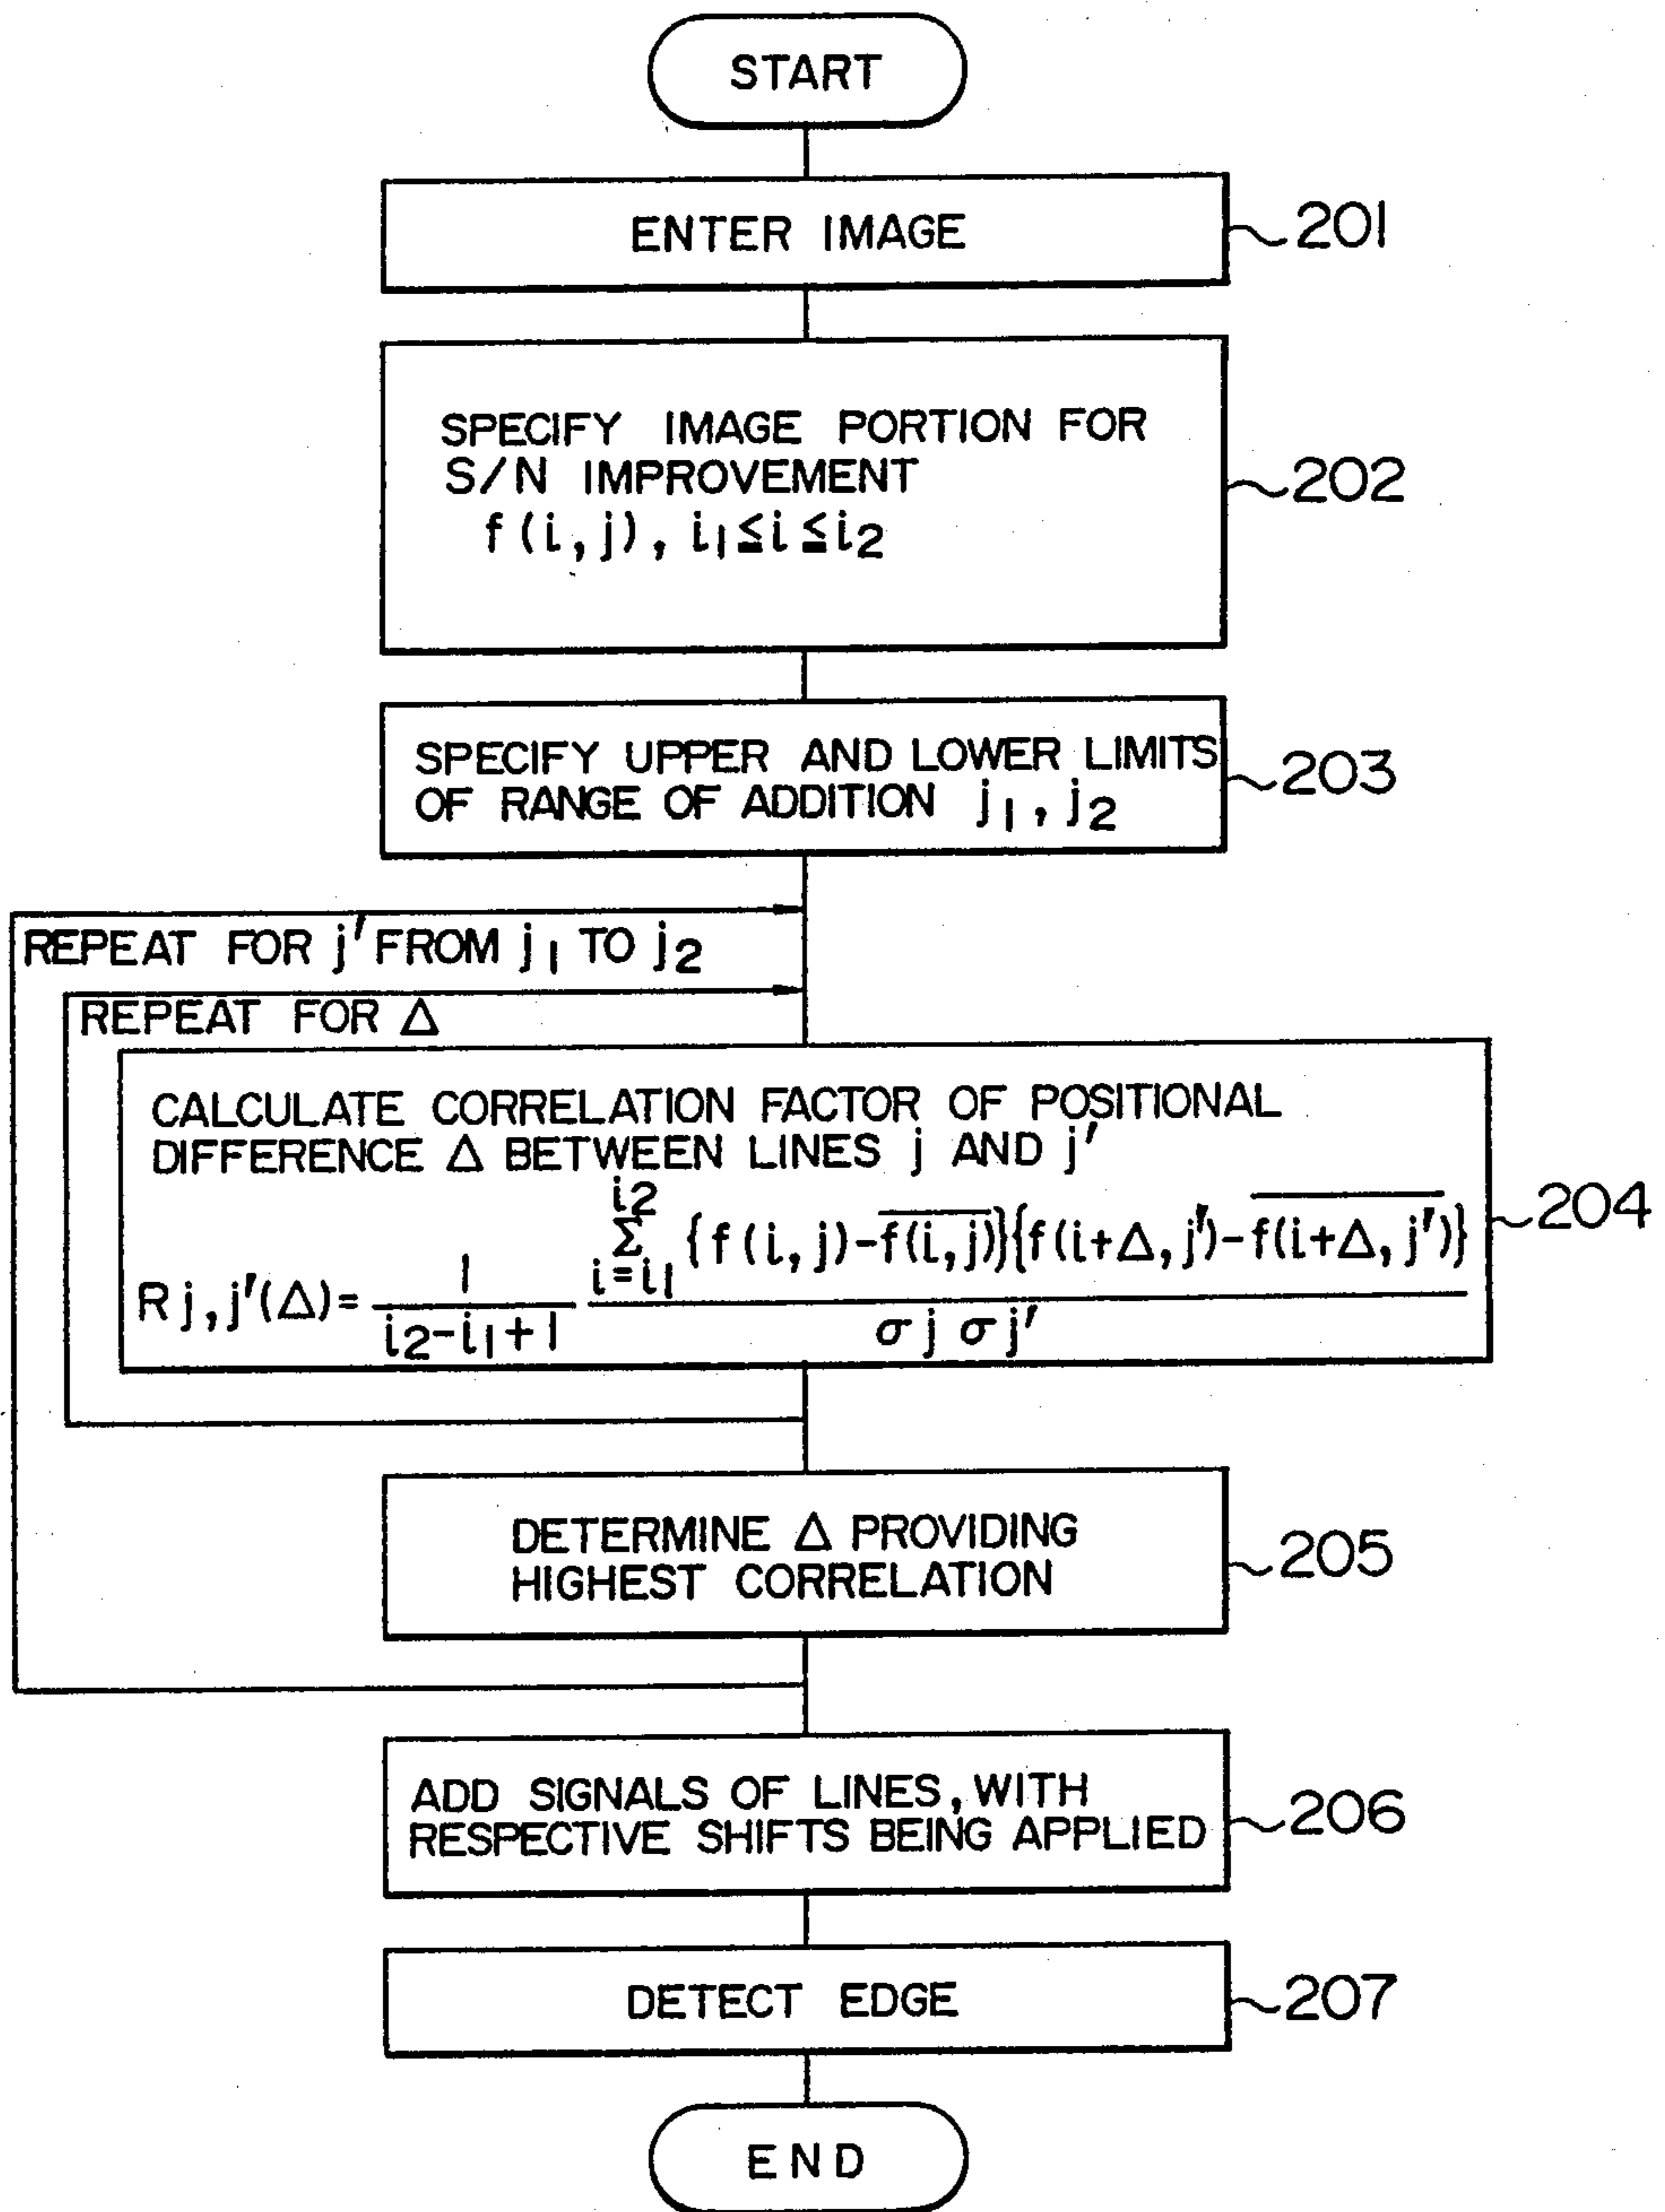 START
ENTER IMAGE
201
SPECIFY IMAGE PORTION FOR
S/N IMPROVEMENT
f(i,j), i₁≦i≦i₂
202
SPECIFY UPPER AND LOWER LIMITS
OF RANGE OF ADDITION j₁, j₂
203
REPEAT FOR j′ FROM j₁ TO j₂
REPEAT FOR Δ
CALCULATE CORRELATION FACTOR OF POSITIONAL
DIFFERENCE Δ BETWEEN LINES j AND j′
Rj,j′(Δ)= 1/(i₂-i₁+1) Σ i=i₁ i₂ {f(i,j)-f(i,j)‾}{f(i+Δ,j′)-f(i+Δ,j′)‾} / σj σj′
204
DETERMINE Δ PROVIDING
HIGHEST CORRELATION
205
ADD SIGNALS OF LINES, WITH
RESPECTIVE SHIFTS BEING APPLIED
206
DETECT EDGE
207
END